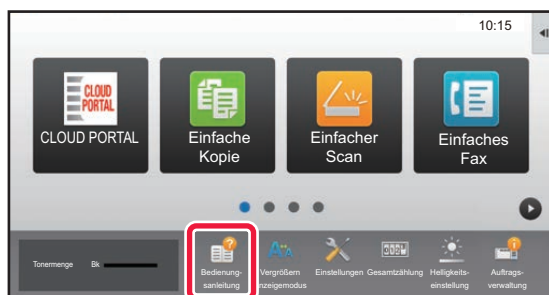 10:15
CLOUD
PORTAL
CLOUD PORTAL
Einfache
Kopie
Einfacher
Scan
Einfaches
Fax
Tonermenge Bk
Bedienung-
sanleitung
Vergrößern
nzeigemodus
Einstellungen
Gesamtzählung
Helligkeits-
einstellung
Auftrags-
verwaltung